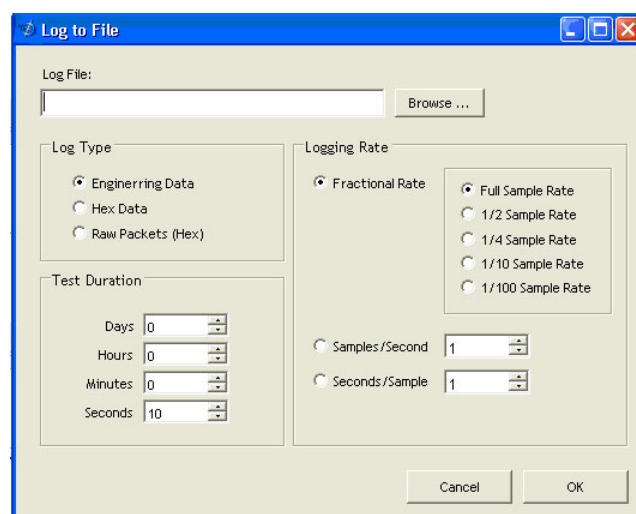 Log to File
Log File:
Browse ...
Log Type
Enginerring Data
Hex Data
Raw Packets (Hex)
Test Duration
Days 0
Hours 0
Minutes 0
Seconds 10
Logging Rate
Fractional Rate
Full Sample Rate
1/2 Sample Rate
1/4 Sample Rate
1/10 Sample Rate
1/100 Sample Rate
Samples/Second 1
Seconds/Sample 1
Cancel
OK